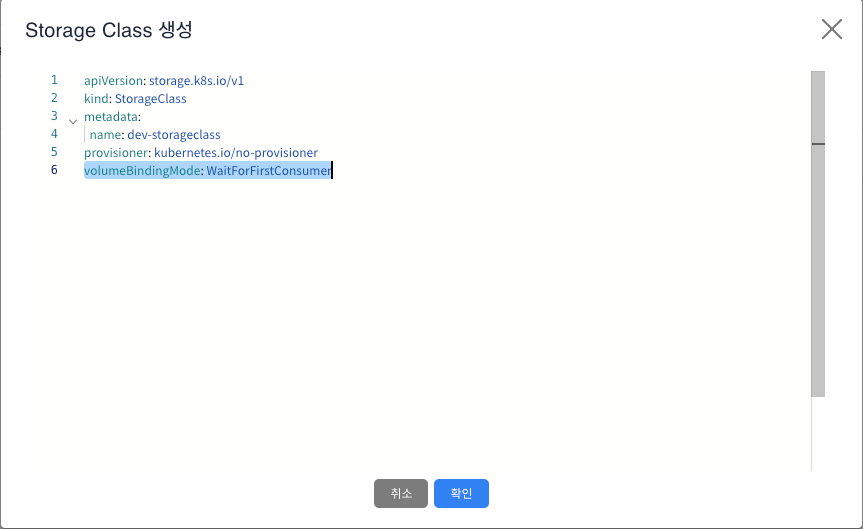 Storage Class 생성
1 apiVersion: storage.k8s.io/v1
2 kind: StorageClass
3 metadata:
4 name: dev-storageclass
5 provisioner: kubernetes.io/no-provisioner
6 volumeBindingMode: WaitForFirstConsumer
취소 확인